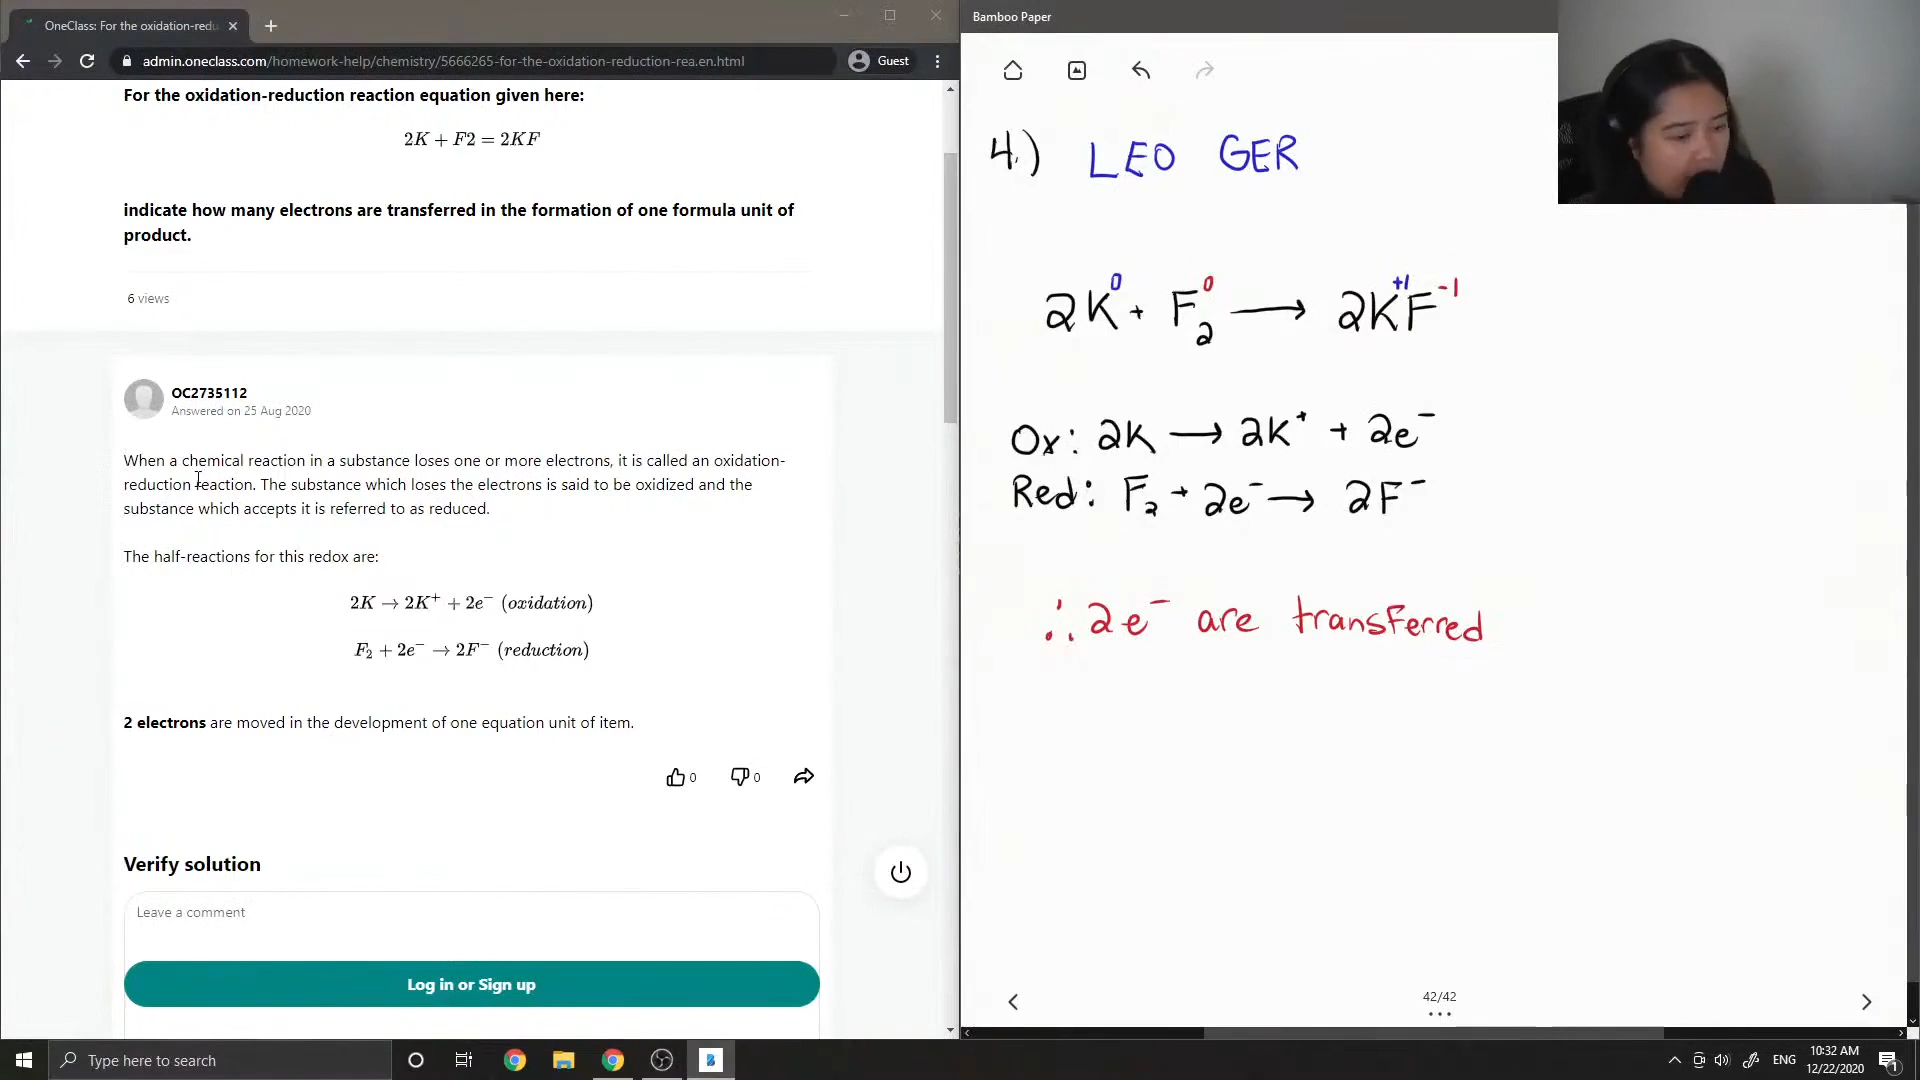 OneClass: For the oxidation-redu
admin.oneclass.com/homework-help/chemistry/5666265-for-the-oxidation-reduction-rea.en.html
Guest
For the oxidation-reduction reaction equation given here:
2K + F2 = 2KF
indicate how many electrons are transferred in the formation of one formula unit of
product.
6 views
OC2735112
Answered on 25 Aug 2020
When a chemical reaction in a substance loses one or more electrons, it is called an oxidation-
reduction reaction. The substance which loses the electrons is said to be oxidized and the
substance which accepts it is referred to as reduced.
The half-reactions for this redox are:
2K → 2K⁺ + 2e⁻ (oxidation)
F₂ + 2e⁻ → 2F⁻ (reduction)
2 electrons are moved in the development of one equation unit of item.
0 0
Verify solution
Leave a comment
Log in or Sign up
Bamboo Paper
4.) LEO GER
2K⁰ + F₂⁰ → 2K⁺¹F⁻¹
Ox: 2K → 2K⁺ + 2e⁻
Red: F₂ + 2e⁻ → 2F⁻
∴ 2e⁻ are transferred
42/42
Type here to search
ENG
10:32 AM
12/22/2020
1